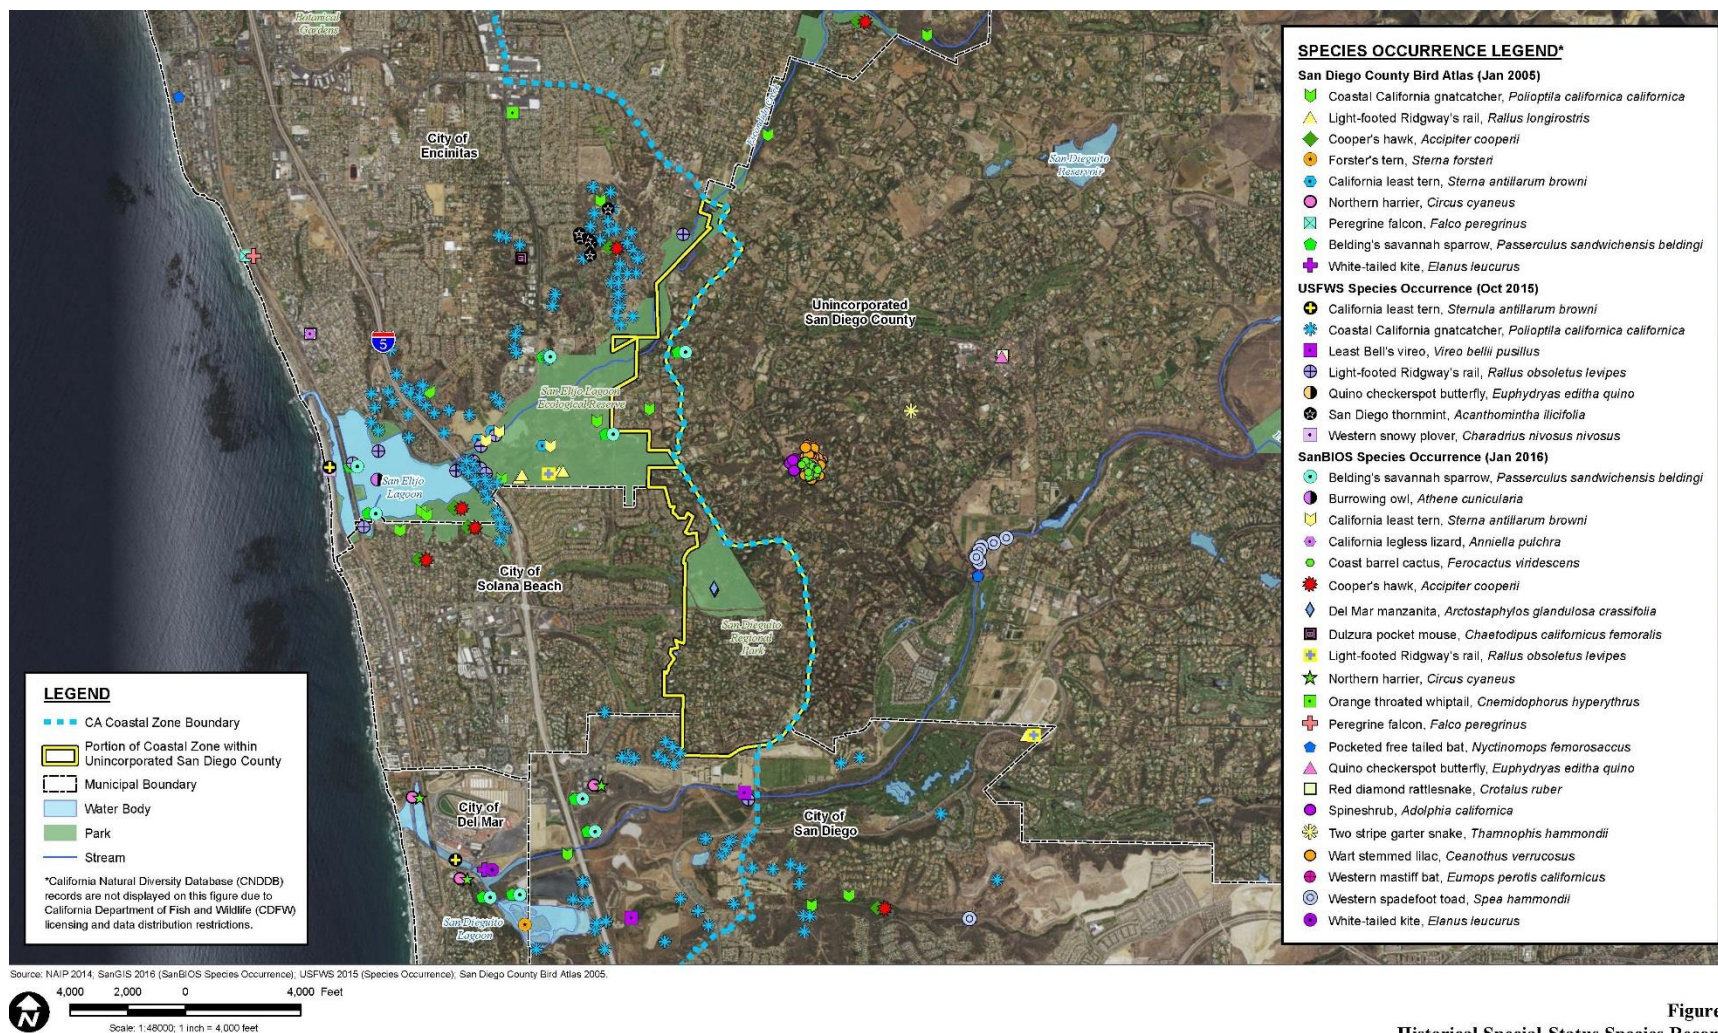 Botanical
Gardens
City of
Encinitas
Escondido Creek
San Dieguito
Reservoir
Unincorporated
San Diego County
5
San Elijo Lagoon
Ecological Reserve
San Elijo
Lagoon
City of
Solana Beach
San Dieguito
Regional
Park
City of
Del Mar
City of
San Diego
San Dieguito
Lagoon
SPECIES OCCURRENCE LEGEND*
San Diego County Bird Atlas (Jan 2005)
Coastal California gnatcatcher, Polioptila californica californica
Light-footed Ridgway's rail, Rallus longirostris
Cooper's hawk, Accipiter cooperii
Forster's tern, Sterna forsteri
California least tern, Sterna antillarum browni
Northern harrier, Circus cyaneus
Peregrine falcon, Falco peregrinus
Belding's savannah sparrow, Passerculus sandwichensis beldingi
White-tailed kite, Elanus leucurus
USFWS Species Occurrence (Oct 2015)
California least tern, Sternula antillarum browni
Coastal California gnatcatcher, Polioptila californica californica
Least Bell's vireo, Vireo bellii pusillus
Light-footed Ridgway's rail, Rallus obsoletus levipes
Quino checkerspot butterfly, Euphydryas editha quino
San Diego thornmint, Acanthomintha ilicifolia
Western snowy plover, Charadrius nivosus nivosus
SanBIOS Species Occurrence (Jan 2016)
Belding's savannah sparrow, Passerculus sandwichensis beldingi
Burrowing owl, Athene cunicularia
California least tern, Sterna antillarum browni
California legless lizard, Anniella pulchra
Coast barrel cactus, Ferocactus viridescens
Cooper's hawk, Accipiter cooperii
Del Mar manzanita, Arctostaphylos glandulosa crassifolia
Dulzura pocket mouse, Chaetodipus californicus femoralis
Light-footed Ridgway's rail, Rallus obsoletus levipes
Northern harrier, Circus cyaneus
Orange throated whiptail, Cnemidophorus hyperythrus
Peregrine falcon, Falco peregrinus
Pocketed free tailed bat, Nyctinomops femorosaccus
Quino checkerspot butterfly, Euphydryas editha quino
Red diamond rattlesnake, Crotalus ruber
Spineshrub, Adolphia californica
Two stripe garter snake, Thamnophis hammondii
Wart stemmed lilac, Ceanothus verrucosus
Western mastiff bat, Eumops perotis californicus
Western spadefoot toad, Spea hammondii
White-tailed kite, Elanus leucurus
LEGEND
CA Coastal Zone Boundary
Portion of Coastal Zone within
Unincorporated San Diego County
Municipal Boundary
Water Body
Park
Stream
*California Natural Diversity Database (CNDDB)
records are not displayed on this figure due to
California Department of Fish and Wildlife (CDFW)
licensing and data distribution restrictions.
Source: NAIP 2014; SanGIS 2016 (SanBIOS Species Occurrence); USFWS 2015 (Species Occurrence); San Diego County Bird Atlas 2005.
4,000 2,000 0 4,000 Feet
N
Scale: 1:48000; 1 inch = 4,000 feet
Figure
Historical Special-Status Species